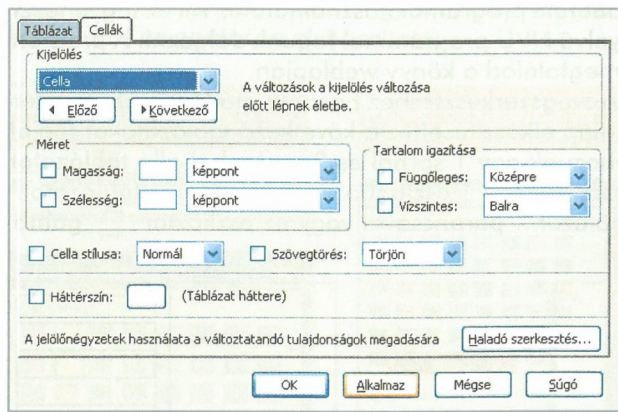 Táblázat Cellák
Kijelölés
Cella
Előző Következő
A változások a kijelölés változása
előtt lépnek életbe.
Méret
Magasság: képpont
Szélesség: képpont
Tartalom igazítása
Függőleges: Középre
Vízszintes: Balra
Cella stílusa: Normál Szövegtörés: Törjön
Háttérszín: (Táblázat háttere)
A jelölőnégyzetek használata a változtatandó tulajdonságok megadására Haladó szerkesztés...
OK Alkalmaz Mégse Súgó